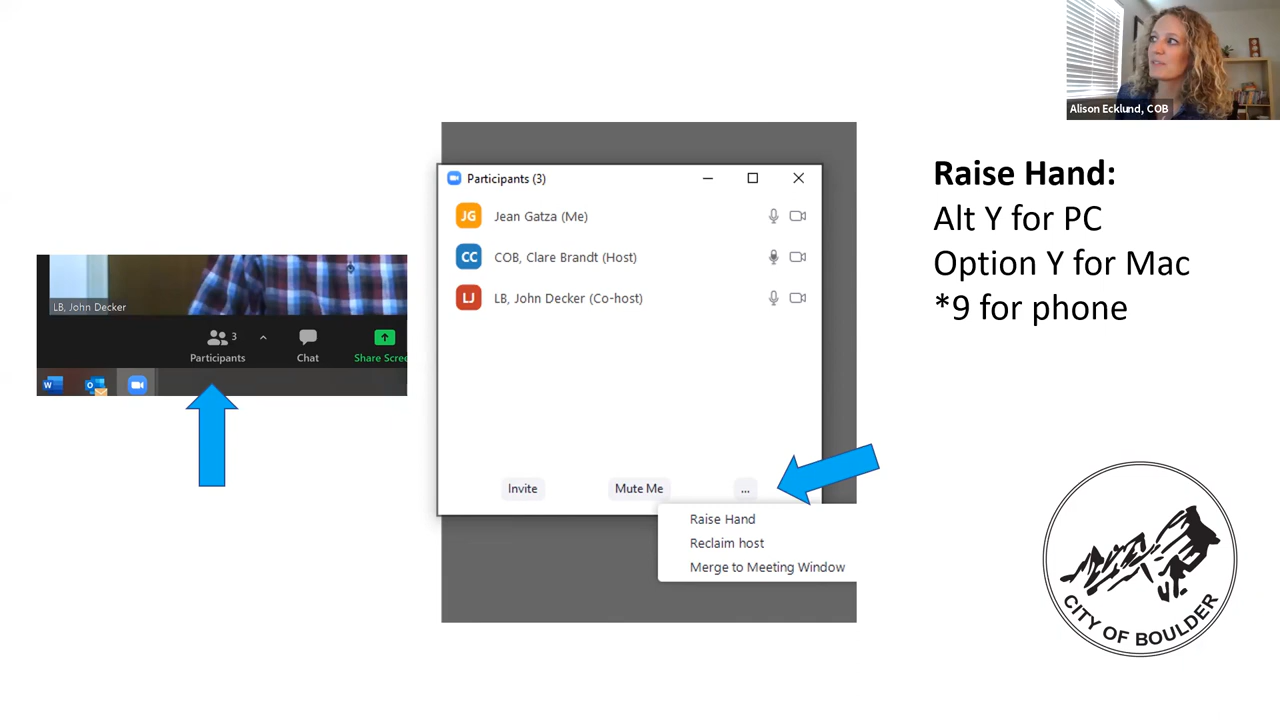 Alison Ecklund, COB
Raise Hand:
Alt Y for PC
Option Y for Mac
*9 for phone
Participants (3)
JG Jean Gatza (Me)
CC COB, Clare Brandt (Host)
LJ LB, John Decker (Co-host)
Invite Mute Me ...
Raise Hand
Reclaim host
Merge to Meeting Window
LB, John Decker
3
Participants Chat Share Scree
W O
CITY OF BOULDER